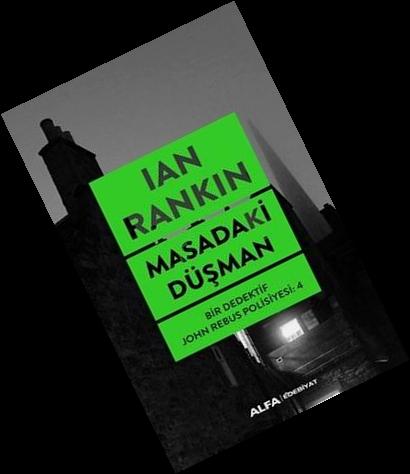 IAN
RANKIN
MASADAKİ
DÜŞMAN
BİR DEDEKTİF
JOHN REBUS POLİSİYESİ: 4
ALFA | EDEBİYAT